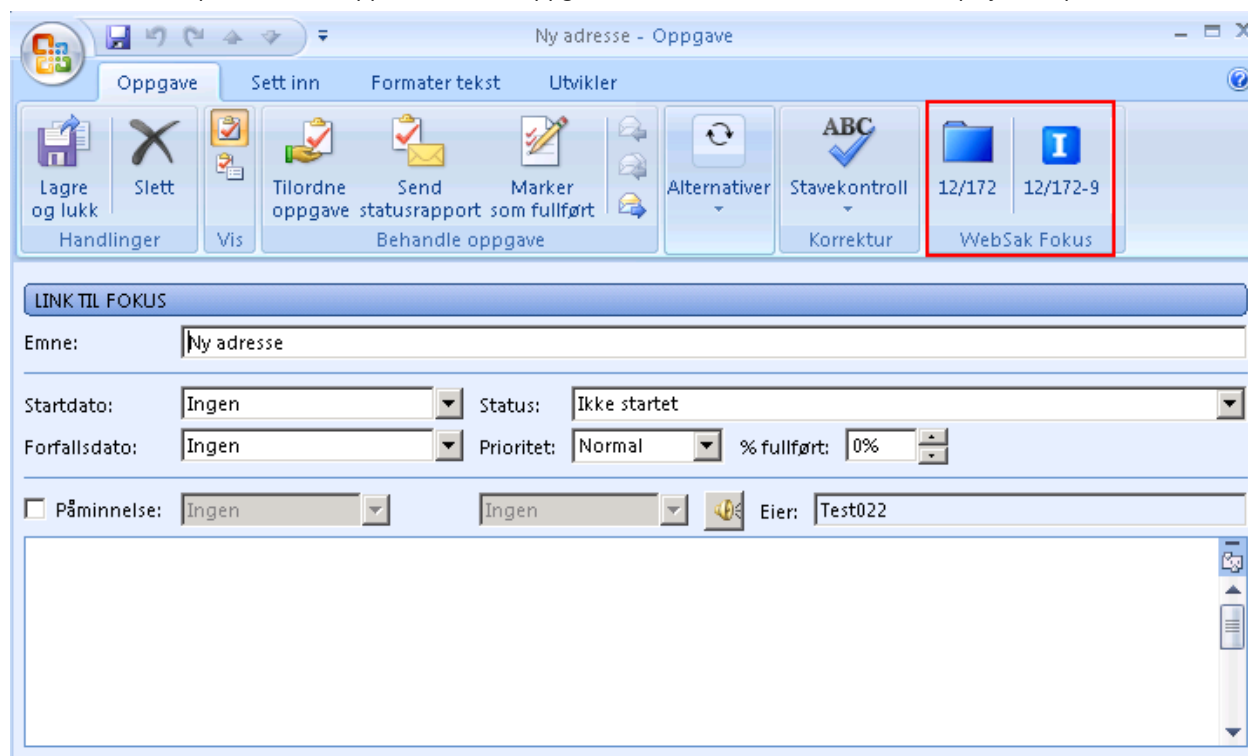 Ny adresse - Oppgave
Oppgave Sett inn Formater tekst Utvikler
ABC
Lagre og lukk Slett Tilordne oppgave Send statusrapport Marker som fullført Alternativer Stavekontroll 12/172 I 12/172-9
Handlinger Vis Behandle oppgave Korrektur WebSak Fokus
LINK TIL FOKUS
Emne: Ny adresse
Startdato: Ingen Status: Ikke startet
Forfallsdato: Ingen Prioritet: Normal % fullført: 0%
Påminnelse: Ingen Ingen Eier: Test022